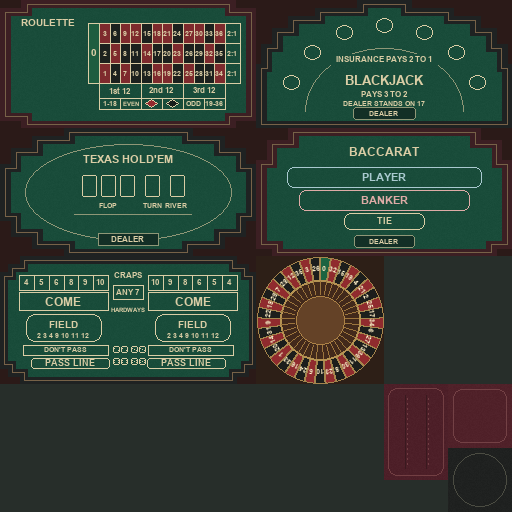 ROULETTE
3 6 9 12 15 18 21 24 27 30 33 36 2:1
0
2 5 8 11 14 17 20 23 26 29 32 35 2:1
1 4 7 10 13 16 19 22 25 28 31 34 2:1
1st 12 2nd 12 3rd 12
1-18 EVEN ODD 19-36
INSURANCE PAYS 2 TO 1
BLACKJACK
PAYS 3 TO 2
DEALER STANDS ON 17
DEALER
TEXAS HOLD'EM
FLOP TURN RIVER
DEALER
BACCARAT
PLAYER
BANKER
TIE
DEALER
CRAPS
4 5 6 8 9 10
ANY 7
10 9 8 6 5 4
COME
HARDWAYS
COME
FIELD
2 3 4 9 10 11 12
FIELD
2 3 4 9 10 11 12
DON'T PASS
DON'T PASS
PASS LINE
PASS LINE